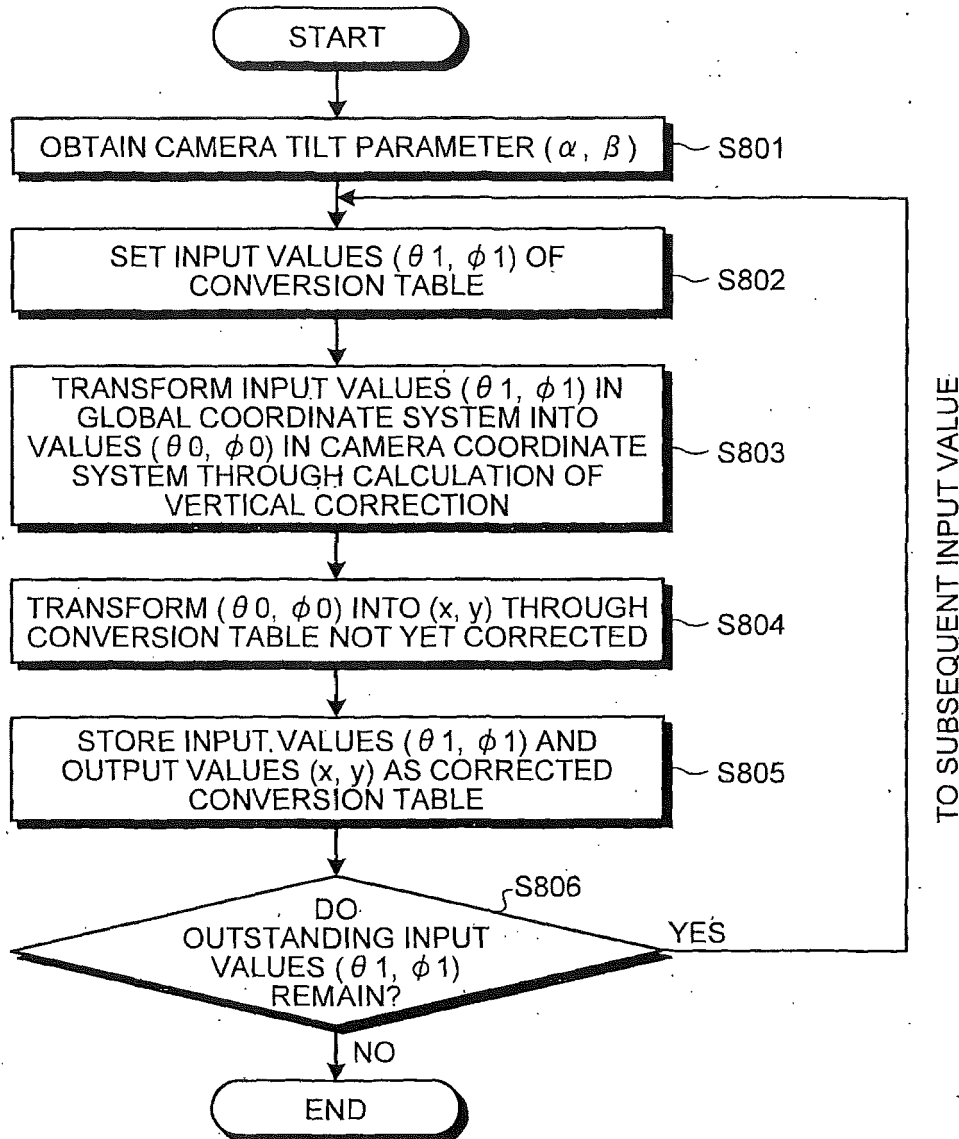 START
OBTAIN CAMERA TILT PARAMETER (α, β)
S801
SET INPUT VALUES (θ1, φ1) OF
CONVERSION TABLE
S802
TRANSFORM INPUT VALUES (θ1, φ1) IN
GLOBAL COORDINATE SYSTEM INTO
VALUES (θ0, φ0) IN CAMERA COORDINATE
SYSTEM THROUGH CALCULATION OF
VERTICAL CORRECTION
S803
TRANSFORM (θ0, φ0) INTO (x, y) THROUGH
CONVERSION TABLE NOT YET CORRECTED
S804
STORE INPUT VALUES (θ1, φ1) AND
OUTPUT VALUES (x, y) AS CORRECTED
CONVERSION TABLE
S805
S806
DO
OUTSTANDING INPUT
VALUES (θ1, φ1)
REMAIN?
YES
TO SUBSEQUENT INPUT VALUE
NO
END